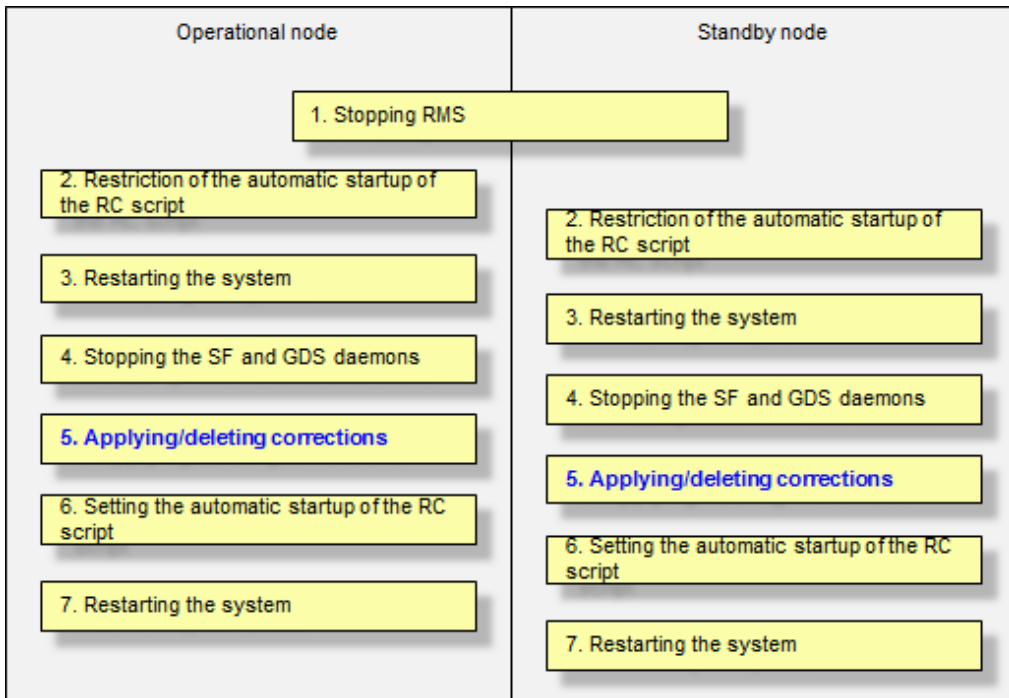 Operational node
Standby node
1. Stopping RMS
2. Restriction of the automatic startup of
the RC script
3. Restarting the system
4. Stopping the SF and GDS daemons
5. Applying/deleting corrections
6. Setting the automatic startup of the RC
script
7. Restarting the system
2. Restriction of the automatic startup of
the RC script
3. Restarting the system
4. Stopping the SF and GDS daemons
5. Applying/deleting corrections
6. Setting the automatic startup of the RC
script
7. Restarting the system